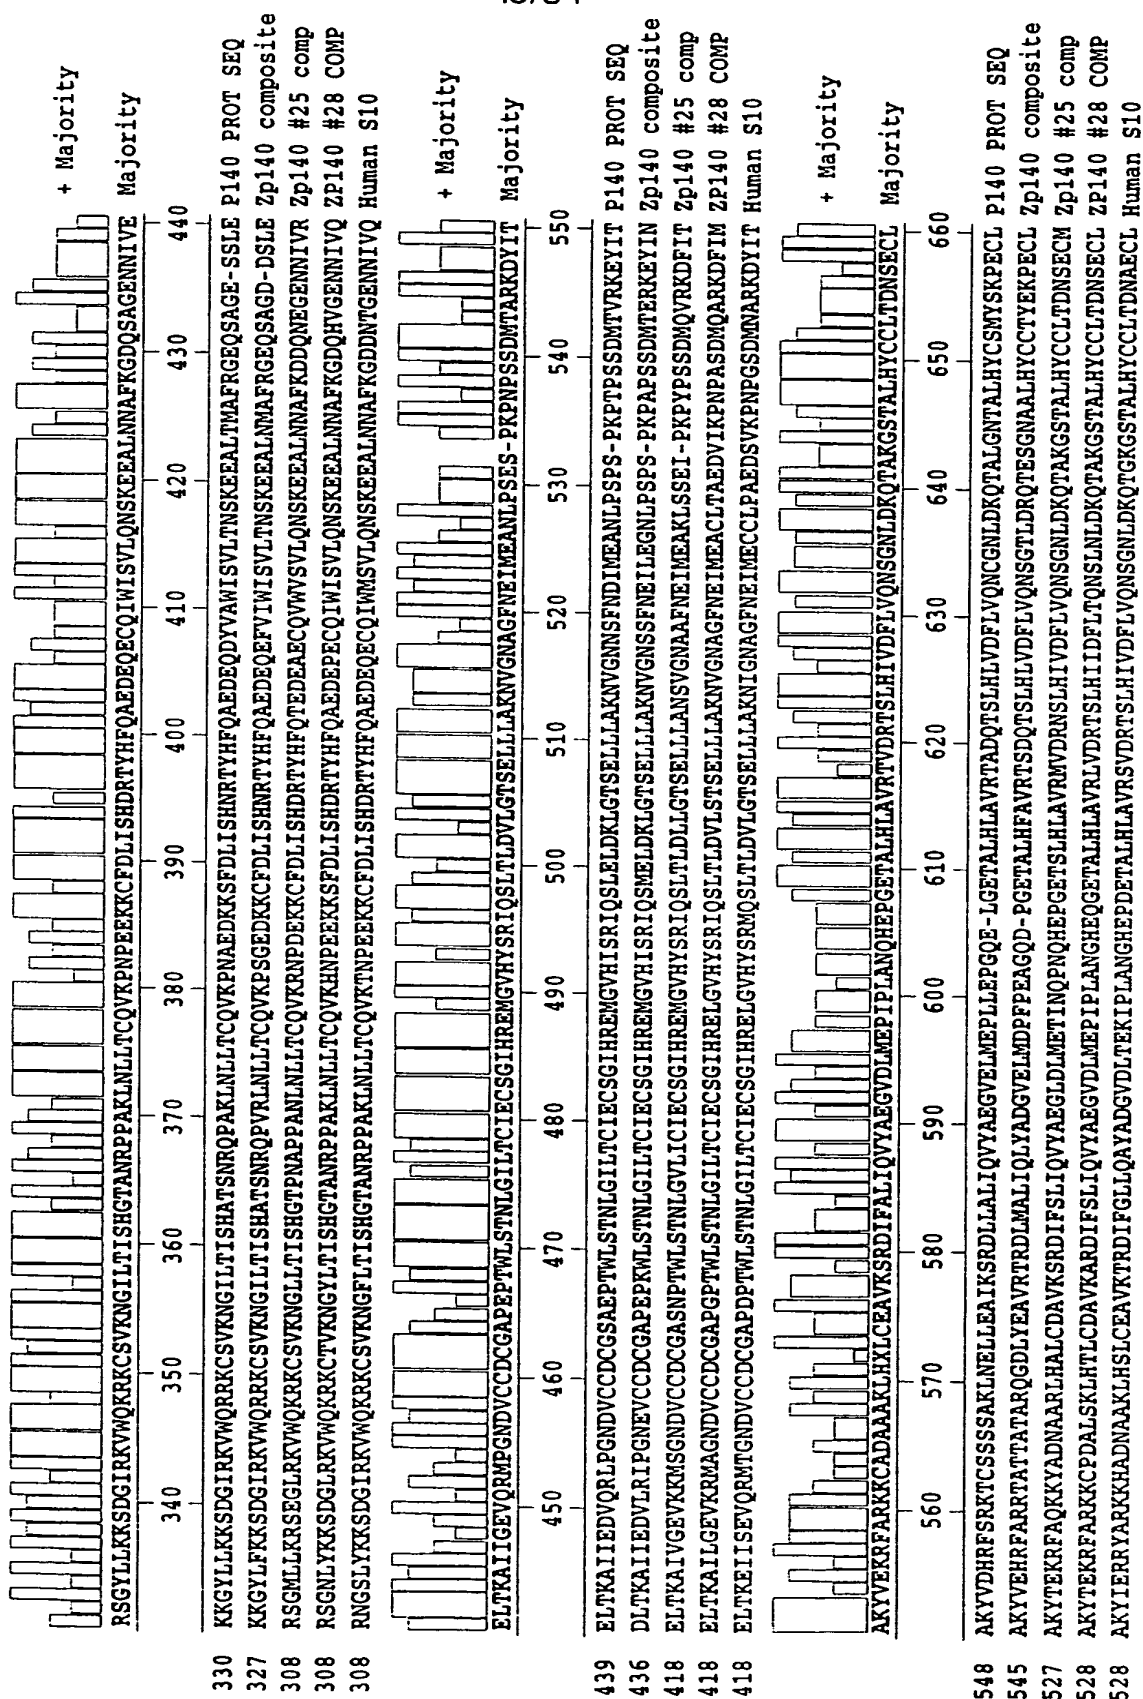 + Majority
RSGYLLKKSDGIRKVWQKRKCSVKNGILTISHGTANRPPAKLNLLTCQVKPNPEEKKCFDLISHDRTYHFQAEDEQECQIWISVLQNSKEEALNNAFKGDQSAGENNIVE Majority
340 350 360 370 380 390 400 410 420 430 440
330 KKGYLLKKSDGIRKVWQRRKCSVKNGILTISHATSNRQPAKLNLLTCQVKPNAEDKKSFDLISHNRTYHFQAEDEQDYVAWISVLTNSKEEALTMAFRGEQSAGE-SSLE P140 PROT SEQ
327 KKGYLFKKSDGIRKVWQRRKCSVKNGILTISHATSNRQPVRLNLLTCQVKPSGEDKKCFDLISHNRTYHFQAEDEQEFVIWISVLTNSKEEALNMAFRGEQSAGD-DSLE Zp140 composite
308 RSGMLLKRSEGLRKVWQKRKCSVKNGLLTISHGTPNAPPANLNLLTCQVKRNPDEKKCFDLISHDRTYHFQTEDEAECQVWVSVLQNSKEEALNNAFKDDQNEGENNIVR Zp140 #25 comp
308 RSGNLYKKSDGLRKVWQKRKCTVKNGYLTISHGTANRPPAKLNLLTCQVKHNPEEKKSFDLISHDRTYHFQAEDEPECQIWISVLQNSKEEALNNAFKGDQHVGENNIVQ ZP140 #28 COMP
308 RNGSLYKKSDGIRKVWQKRKCSVKNGFLTISHGTANRPPAKLNLLTCQVKTNPEEKKCFDLISHDRTYHFQAEDEQECQIWMSVLQNSKEEALNNAFKGDDNTGENNIVQ Human S10
+ Majority
ELTKAIIGEVQRMPGNDVCCDCGAPEPTWLSTNLGILTCIECSGIHREMGVHYSRIQSLTLDVLGTSELLLAKNVGNAGFNEIMEANLPSES-PKPNPSSDMTARKDYIT Majority
450 460 470 480 490 500 510 520 530 540 550
439 ELTKAIIEDVQRLPGNDVCCDCGSAEPTWLSTNLGILTCIECSGIHREMGVHISRIQSLELDKLGTSELLLAKNVGNNSFNDIMEANLPSPS-PKPTPSSDMTVRKEYIT P140 PROT SEQ
436 DLTKAIIEDVLRIPGNEVCCDCGAPEPKWLSTNLGILTCIECSGIHREMGVHISRIQSMELDKLGTSELLLAKNVGNSSFNEILEGNLPSPS-PKPAPSSDMTERKEYIN Zp140 composite
418 ELTKAIVGEVKKMSGNDVCCDCGASNPTWLSTNLGVLICIECSGIHREMGVHYSRIQSLTLDLLGTSELLLANSVGNAAFNEIMEAKLSSEI-PKPYPSSDMQVRKDFIT Zp140 #25 comp
418 ELTKAILGEVKRMAGNDVCCDCGAPGPTWLSTNLGILTCIECSGIHRELGVHYSRIQSLTLDVLSTSELLLAKNVGNAGFNEIMEACLTAEDVIKPNPASDMQARKDFIM ZP140 #28 COMP
418 ELTKEIISEVQRMTGNDVCCDCGAPDPTWLSTNLGILTCIECSGIHRELGVHYSRMQSLTLDVLGTSELLLAKNIGNAGFNEIMECCLPAEDSVKPNPGSDMNARKDYIT Human S10
+ Majority
AKYVEKRFARKKCADAAAKLHXLCEAVKSRDIFALIQVYAEGVDLMEPIPLANQHEPGETALHLAVRTVDRTSLHIVDFLVQNSGNLDKQTAKGSTALHYCCLTDNSECL Majority
560 570 580 590 600 610 620 630 640 650 660
548 AKYVDHRFSRKTCSSSSAKLNELLEAIKSRDLLALIQVYAEGVELMEPLLEPGQE-LGETALHLAVRTADQTSLHLVDFLVQNCGNLDKQTALGNTALHYCSMYSKPECL P140 PROT SEQ
545 AKYVEHRFARRTATTATARQGDLYEAVRTRDLMALIQLYADGVELMDPFPEAGQD-PGETALHFAVRTSDQTSLHLVDFLVQNSGTLDRQTESGNAALHYCCTYEKPECL Zp140 composite
527 AKYTEKRFAQKKYADNAARLHALCDAVKSRDIFSLIQVYAEGLDLMETINQPNQHEPGETSLHLAVRMVDRNSLHIVDFLVQNSGNLDKQTAKGSTALHYCCLTDNSECM Zp140 #25 comp
528 AKYTEKRFARKKCPDALSKLHTLCDAVKARDIFSLIQVYAEGVDLMEPIPLANGHEQGETALHLAVRLVDRTSLHIIDFLTQNSLNLDKQTAKGSTALHYCCLTDNSECL ZP140 #28 COMP
528 AKYIERRYARKKHADNAAKLHSLCEAVKTRDIFGLLQAYADGVDLTEKIPLANGHEPDETALHLAVRSVDRTSLHIVDFLVQNSGNLDKQTGKGSTALHYCCLTDNAECL Human S10